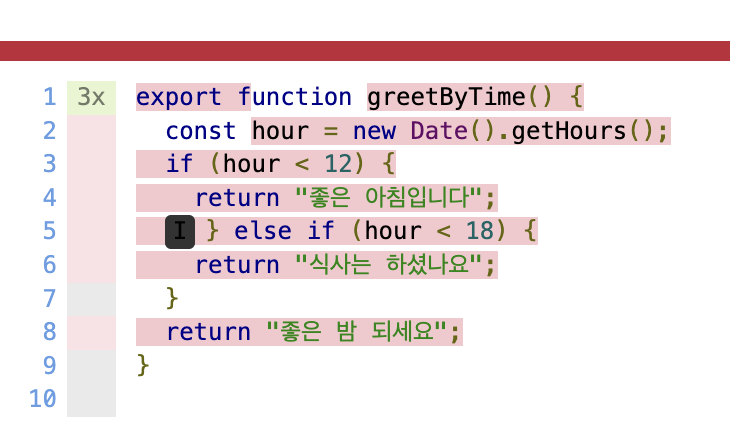 1 3x export function greetByTime() {
2 const hour = new Date().getHours();
3 if (hour < 12) {
4 return "좋은 아침입니다";
5 I } else if (hour < 18) {
6 return "식사는 하셨나요";
7 }
8 return "좋은 밤 되세요";
9 }
10